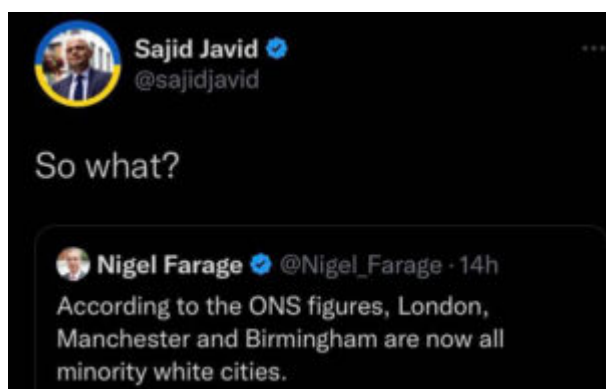 Sajid Javid
@sajidjavid
So what?
Nigel Farage @Nigel_Farage · 14h
According to the ONS figures, London,
Manchester and Birmingham are now all
minority white cities.